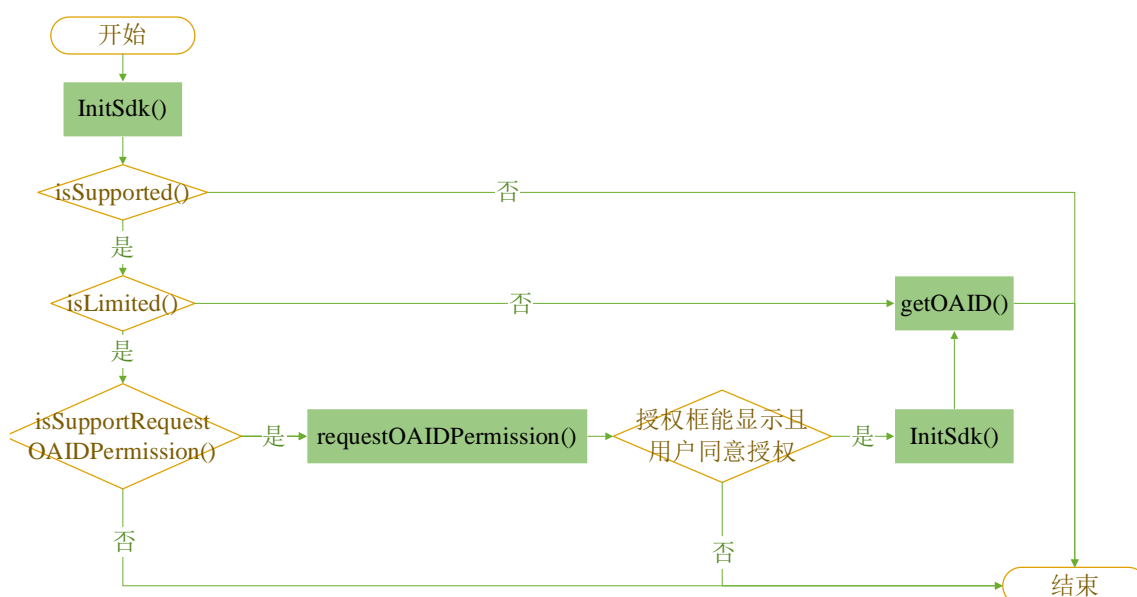 开始
InitSdk()
isSupported()
否
是
isLimited()
否
getOAID()
是
isSupportRequest
OAIDPermission()
是
requestOAIDPermission()
授权框能显示且
用户同意授权
是
InitSdk()
否
否
结束